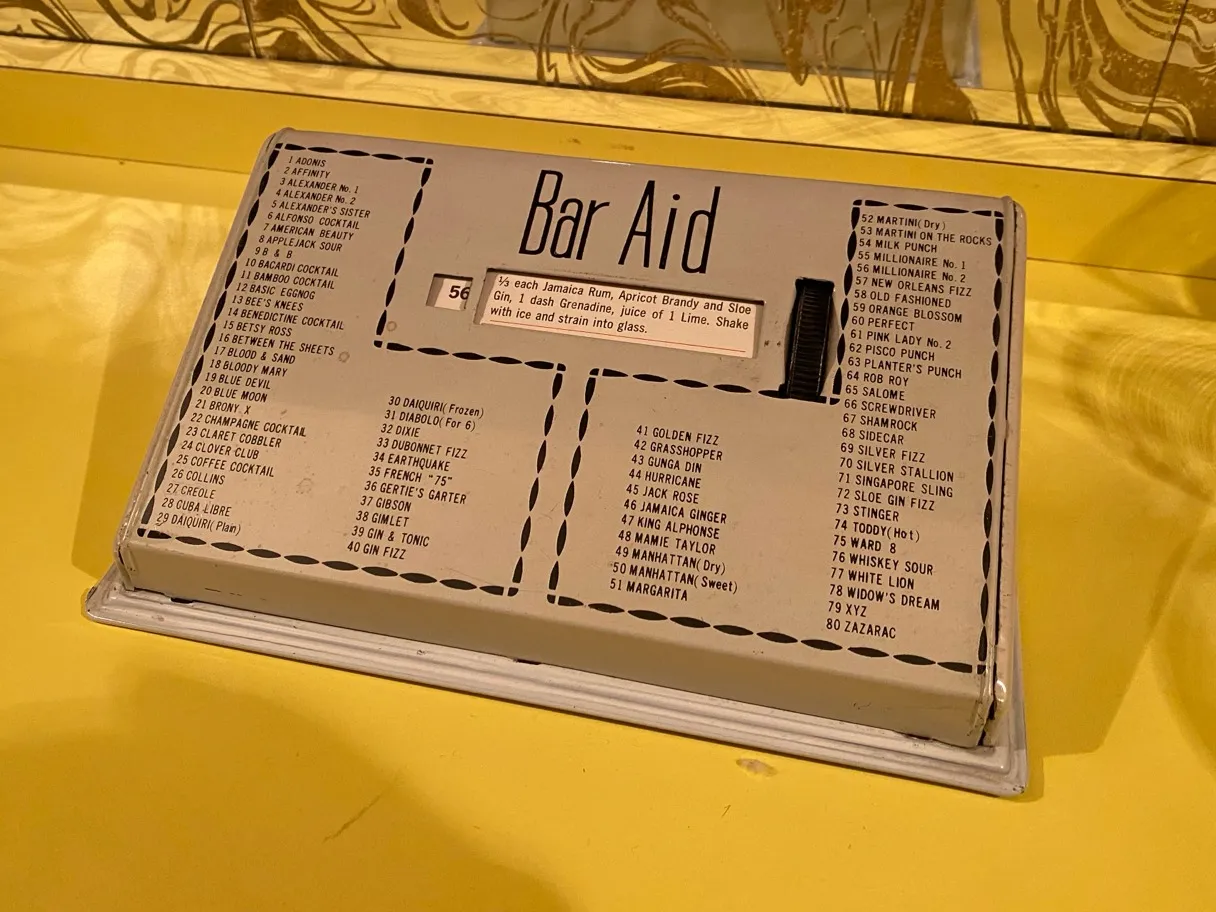 Bar Aid
56
⅓ each Jamaica Rum, Apricot Brandy and Sloe
Gin, 1 dash Grenadine, juice of 1 Lime. Shake
with ice and strain into glass.
1 ADONIS
2 AFFINITY
3 ALEXANDER No. 1
4 ALEXANDER No. 2
5 ALEXANDER'S SISTER
6 ALFONSO COCKTAIL
7 AMERICAN BEAUTY
8 APPLEJACK SOUR
9 B & B
10 BACARDI COCKTAIL
11 BAMBOO COCKTAIL
12 BASIC EGGNOG
13 BEE'S KNEES
14 BENEDICTINE COCKTAIL
15 BETSY ROSS
16 BETWEEN THE SHEETS
17 BLOOD & SAND
18 BLOODY MARY
19 BLUE DEVIL
20 BLUE MOON
21 BRONX
22 CHAMPAGNE COCKTAIL
23 CLARET COBBLER
24 CLOVER CLUB
25 COFFEE COCKTAIL
26 COLLINS
27 CREOLE
28 CUBA LIBRE
29 DAIQUIRI(Plain)
30 DAIQUIRI(Frozen)
31 DIABOLO(For 6)
32 DIXIE
33 DUBONNET FIZZ
34 EARTHQUAKE
35 FRENCH "75"
36 GERTIE'S GARTER
37 GIBSON
38 GIMLET
39 GIN & TONIC
40 GIN FIZZ
41 GOLDEN FIZZ
42 GRASSHOPPER
43 GUNGA DIN
44 HURRICANE
45 JACK ROSE
46 JAMAICA GINGER
47 KING ALPHONSE
48 MAMIE TAYLOR
49 MANHATTAN(Dry)
50 MANHATTAN(Sweet)
51 MARGARITA
52 MARTINI(Dry)
53 MARTINI ON THE ROCKS
54 MILK PUNCH
55 MILLIONAIRE No. 1
56 MILLIONAIRE No. 2
57 NEW ORLEANS FIZZ
58 OLD FASHIONED
59 ORANGE BLOSSOM
60 PERFECT
61 PINK LADY No. 2
62 PISCO PUNCH
63 PLANTER'S PUNCH
64 ROB ROY
65 SALOME
66 SCREWDRIVER
67 SHAMROCK
68 SIDECAR
69 SILVER FIZZ
70 SILVER STALLION
71 SINGAPORE SLING
72 SLOE GIN FIZZ
73 STINGER
74 TODDY(Hot)
75 WARD 8
76 WHISKEY SOUR
77 WHITE LION
78 WIDOW'S DREAM
79 XYZ
80 ZAZARAC